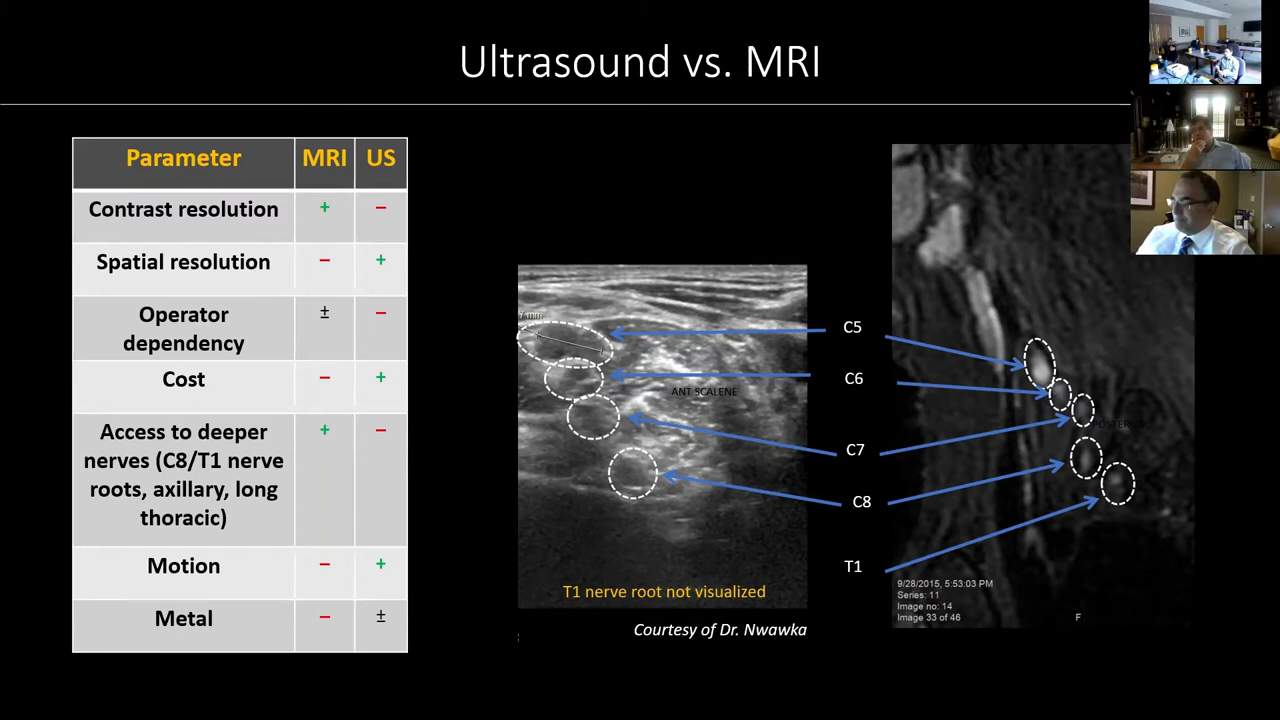 Ultrasound vs. MRI
Parameter MRI US
Contrast resolution + –
Spatial resolution – +
Operator
dependency ± –
Cost – +
Access to deeper
nerves (C8/T1 nerve
roots, axillary, long
thoracic) + –
Motion – +
Metal – ±
7 mm
ANT SCALENE
T1 nerve root not visualized
Courtesy of Dr. Nwawka
C5
C6
C7
C8
T1
9/28/2015, 5:53:03 PM
Series: 11
Image no: 14
Image 33 of 46
F